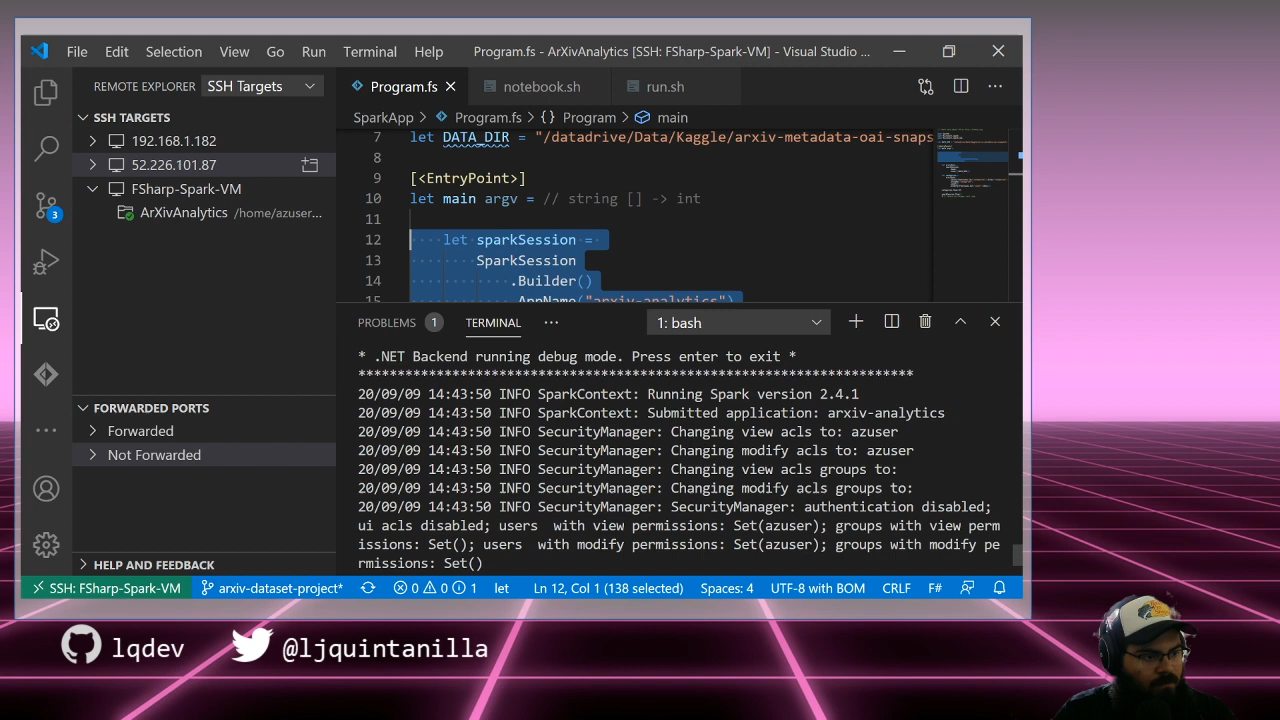 File Edit Selection View Go Run Terminal Help Program.fs - ArXivAnalytics [SSH: FSharp-Spark-VM] - Visual Studio ...
REMOTE EXPLORER SSH Targets
Program.fs notebook.sh run.sh
SSH TARGETS
192.168.1.182
52.226.101.87
FSharp-Spark-VM
ArXivAnalytics /home/azuser...
3
SparkApp Program.fs {} Program main
7 let DATA_DIR = "/datadrive/Data/Kaggle/arxiv-metadata-oai-snaps
8
9 [<EntryPoint>]
10 let main argv = // string [] -> int
11
12 let sparkSession =
13 SparkSession
14 .Builder()
15 .AppName("arxiv-analytics")
PROBLEMS 1 TERMINAL ... 1: bash
* .NET Backend running debug mode. Press enter to exit *
***********************************************************************
20/09/09 14:43:50 INFO SparkContext: Running Spark version 2.4.1
20/09/09 14:43:50 INFO SparkContext: Submitted application: arxiv-analytics
20/09/09 14:43:50 INFO SecurityManager: Changing view acls to: azuser
20/09/09 14:43:50 INFO SecurityManager: Changing modify acls to: azuser
20/09/09 14:43:50 INFO SecurityManager: Changing view acls groups to:
20/09/09 14:43:50 INFO SecurityManager: Changing modify acls groups to:
20/09/09 14:43:50 INFO SecurityManager: SecurityManager: authentication disabled;
ui acls disabled; users with view permissions: Set(azuser); groups with view perm
issions: Set(); users with modify permissions: Set(azuser); groups with modify pe
rmissions: Set()
FORWARDED PORTS
Forwarded
Not Forwarded
HELP AND FEEDBACK
SSH: FSharp-Spark-VM arxiv-dataset-project* 0 0 1 let Ln 12, Col 1 (138 selected) Spaces: 4 UTF-8 with BOM CRLF F#
lqdev @ljquintanilla